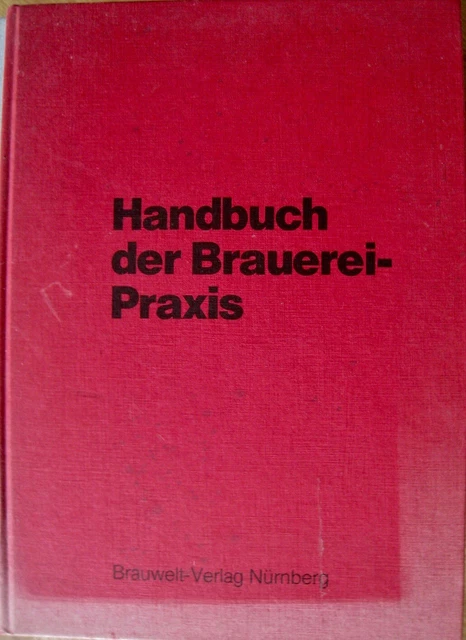 Handbuch
der Brauerei-
Praxis
Brauwelt-Verlag Nürnberg